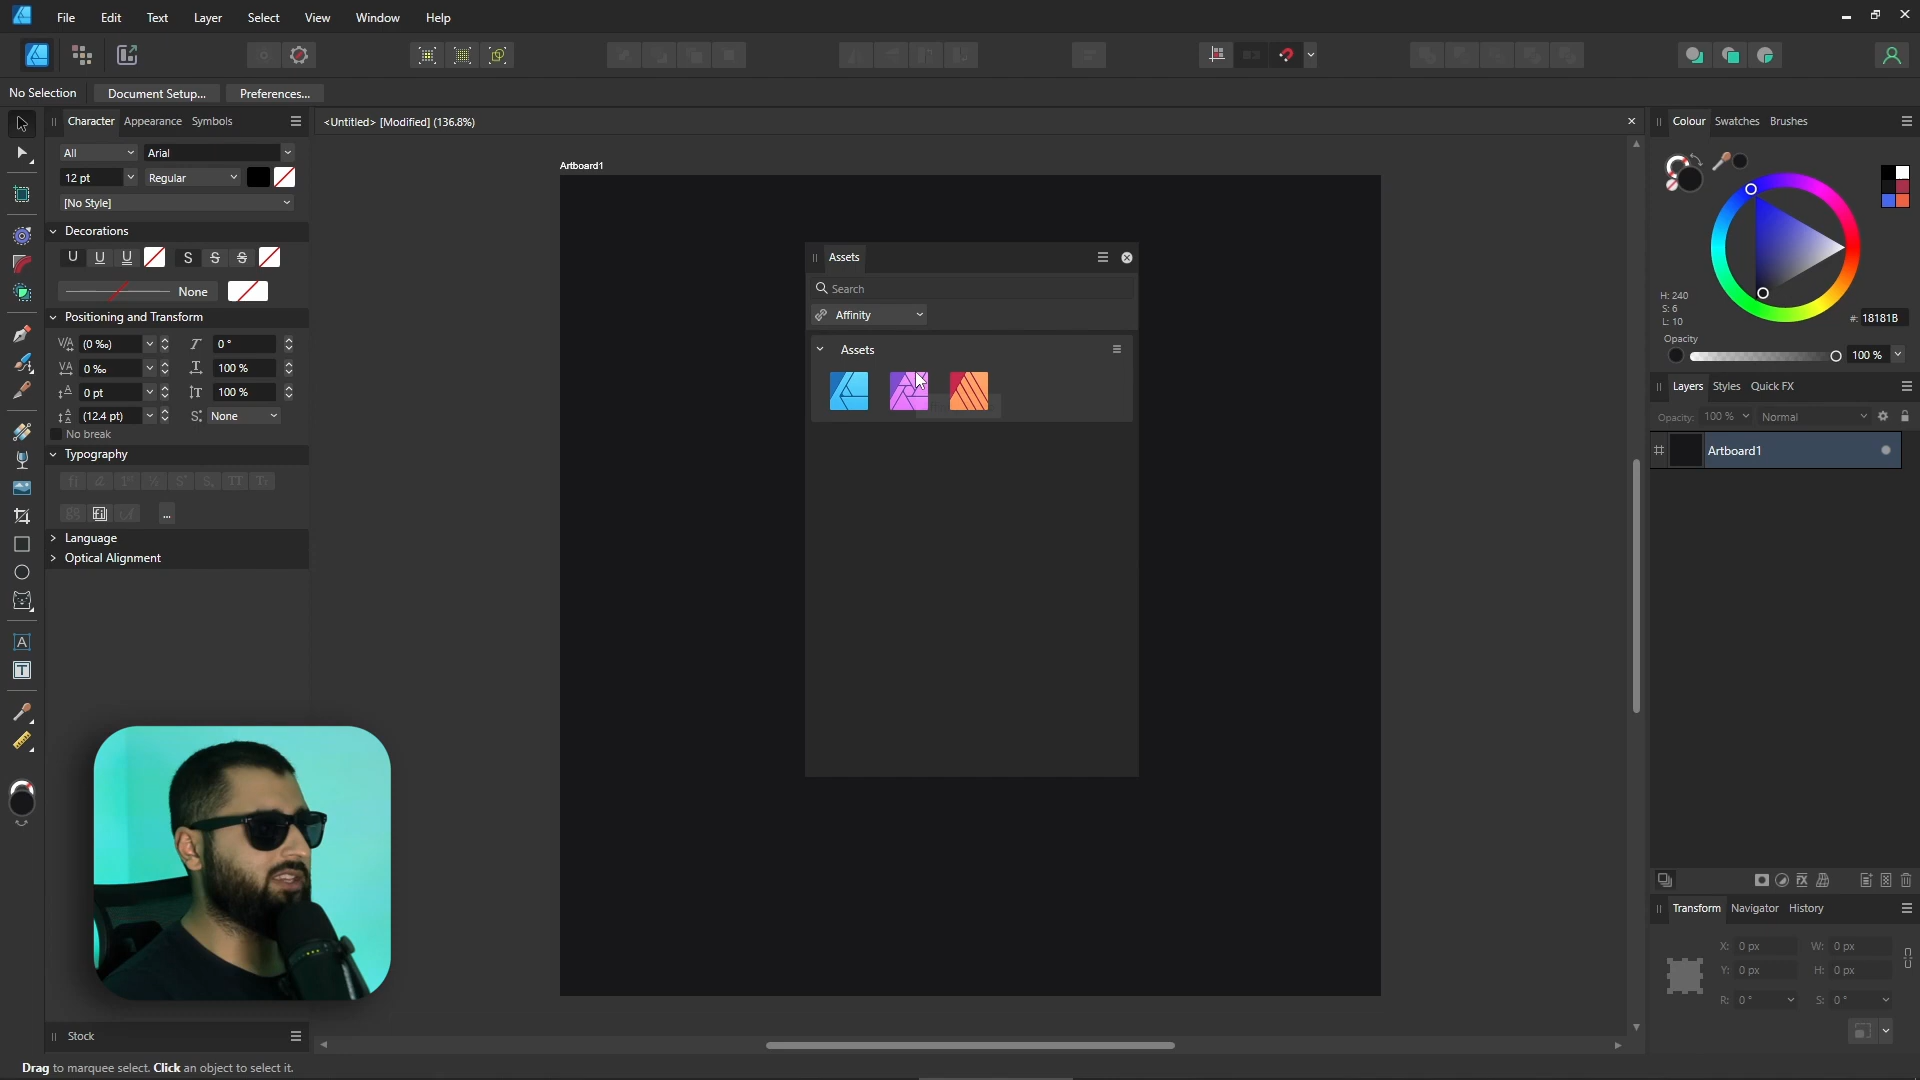 File Edit Text Layer Select View Window Help
No Selection Document Setup... Preferences...
Character Appearance Symbols
<Untitled> [Modified] (136.8%)
Colour Swatches Brushes
All Arial
12 pt Regular
[No Style]
Decorations
U U U S S S
None
Positioning and Transform
(0 ‰) 0 °
0 ‰ 100 %
0 pt 100 %
(12.4 pt) None
No break
Typography
...
Language
Optical Alignment
Stock
Artboard1
Assets
Search
Affinity
Assets
H: 240
S: 6
L: 10
#: 18181B
Opacity
100 %
Layers Styles Quick FX
Opacity: 100 % Normal
Artboard1
Transform Navigator History
X: 0 px W: 0 px
Y: 0 px H: 0 px
R: 0 ° S: 0 °
Drag to marquee select. Click an object to select it.